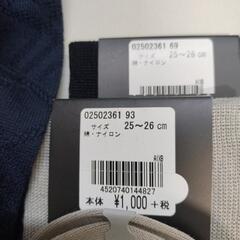 02502361 69
サイズ 25～26 cm
綿・ナイロン
02502361 93
サイズ 25～26 cm
綿・ナイロン
AXB
4520740144827
本体 ¥1,000+税